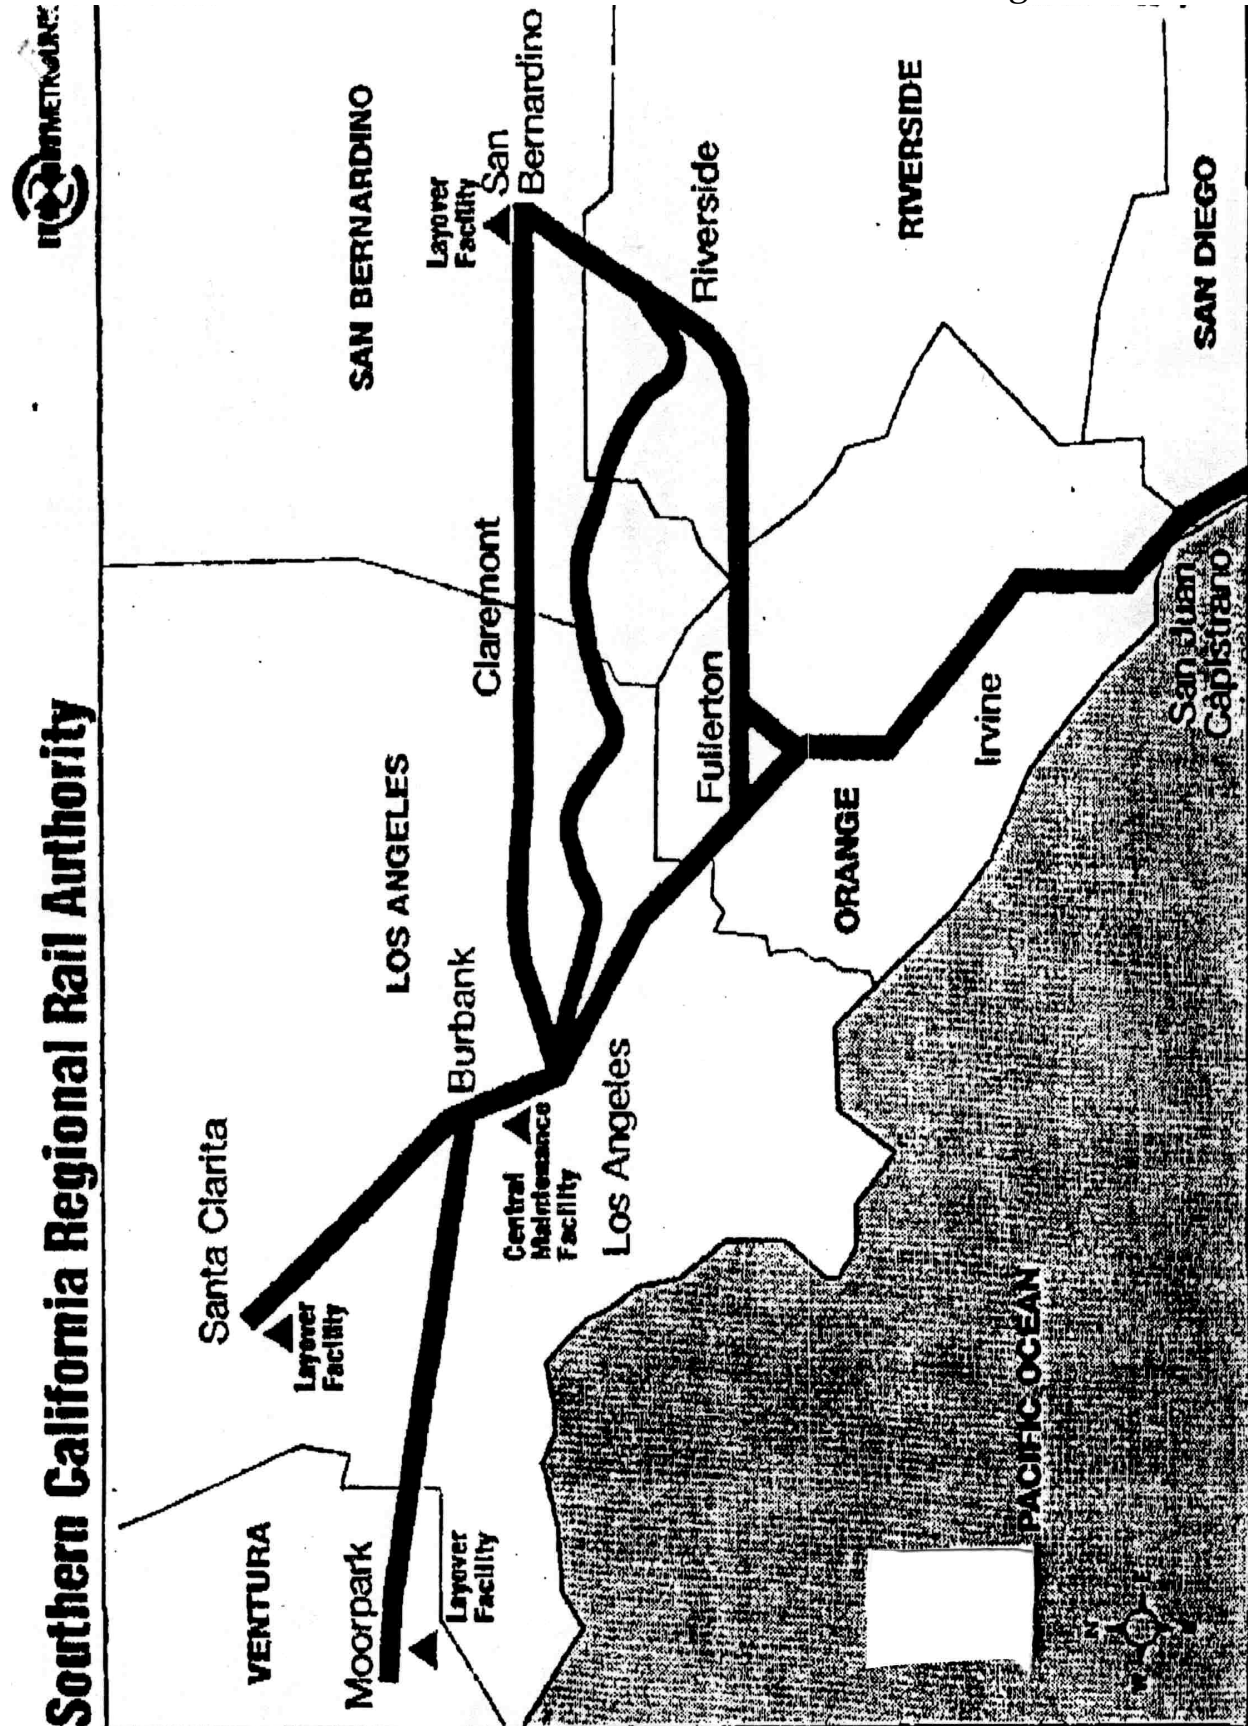 Southern California Regional Rail Authority
SAN BERNARDINO
Layover
Facility
San
Bernardino
Riverside
RIVERSIDE
SAN DIEGO
Claremont
LOS ANGELES
Fullerton
Irvine
San Juan
Capistrano
ORANGE
Burbank
Santa Clarita
Layover
Facility
Central
Maintenance
Facility
Los Angeles
VENTURA
Moorpark
Layover
Facility
PACIFIC OCEAN
N